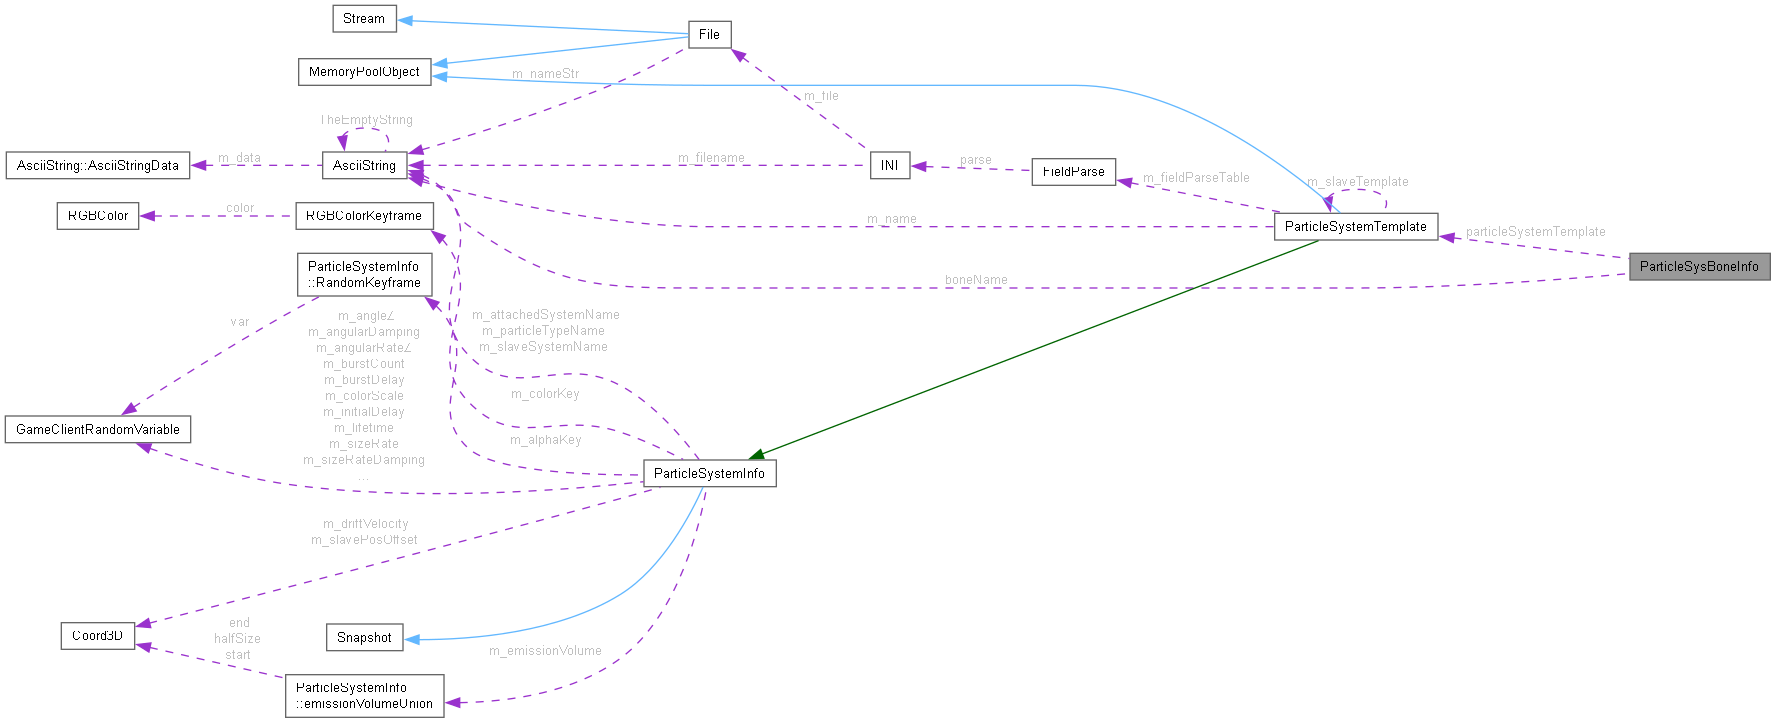 Stream
File
MemoryPoolObject
m_nameStr
m_file
TheEmptyString
AsciiString::AsciiStringData
m_data
AsciiString
m_filename
INI
parse
FieldParse
m_fieldParseTable
m_slaveTemplate
RGBColor
color
RGBColorKeyframe
m_name
ParticleSystemTemplate
particleSystemTemplate
ParticleSysBoneInfo
ParticleSystemInfo
::RandomKeyframe
boneName
var
m_angleZ
m_angularDamping
m_angularRateZ
m_burstCount
m_burstDelay
m_colorScale
m_initialDelay
m_lifetime
m_sizeRate
m_sizeRateDamping
...
m_attachedSystemName
m_particleTypeName
m_slaveSystemName
m_colorKey
m_alphaKey
GameClientRandomVariable
ParticleSystemInfo
m_driftVelocity
m_slavePosOffset
Coord3D
end
halfSize
start
Snapshot
m_emissionVolume
ParticleSystemInfo
::emissionVolumeUnion